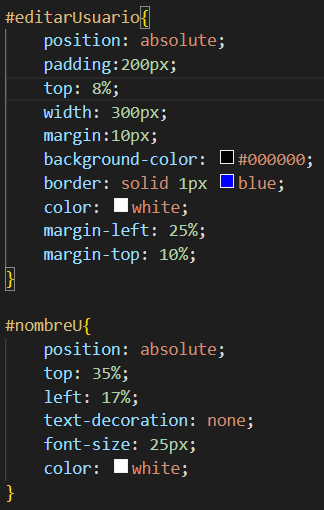 #editarUsuario{
position: absolute;
padding:200px;
top: 8%;
width: 300px;
margin:10px;
background-color: #000000;
border: solid 1px blue;
color: white;
margin-left: 25%;
margin-top: 10%;
}
#nombreU{
position: absolute;
top: 35%;
left: 17%;
text-decoration: none;
font-size: 25px;
color: white;
}